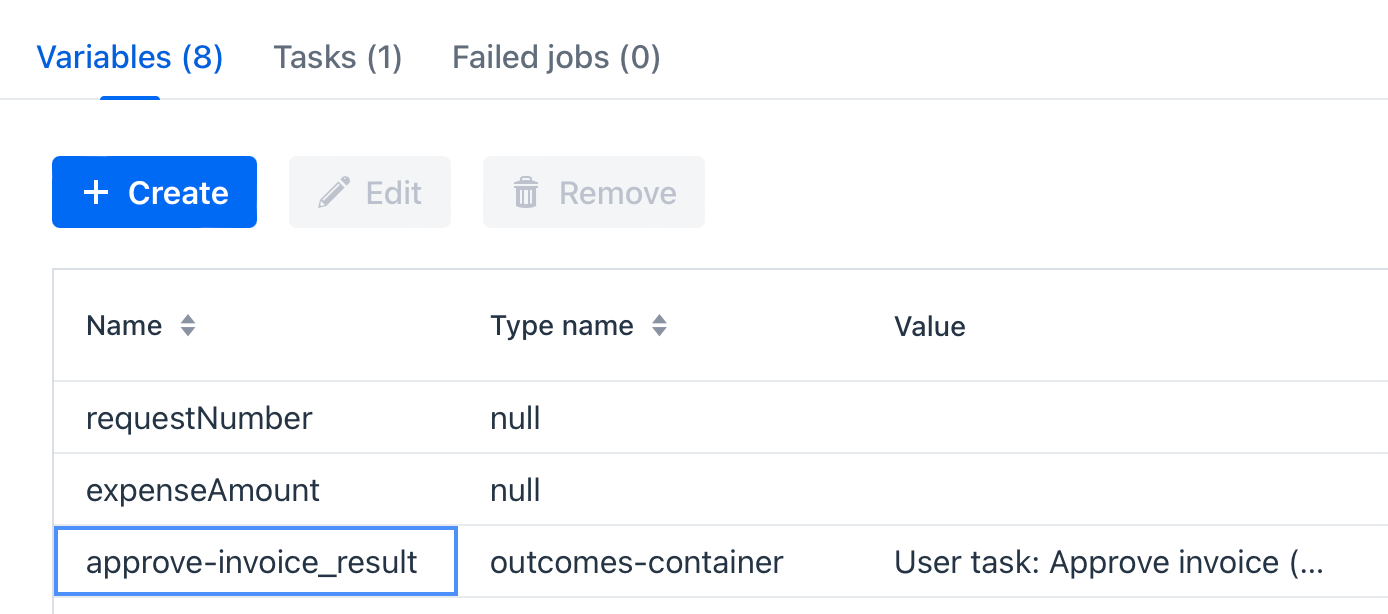 Variables (8) Tasks (1) Failed jobs (0)
Create Edit Remove
Name Type name Value
requestNumber null
expenseAmount null
approve-invoice_result outcomes-container User task: Approve invoice (...